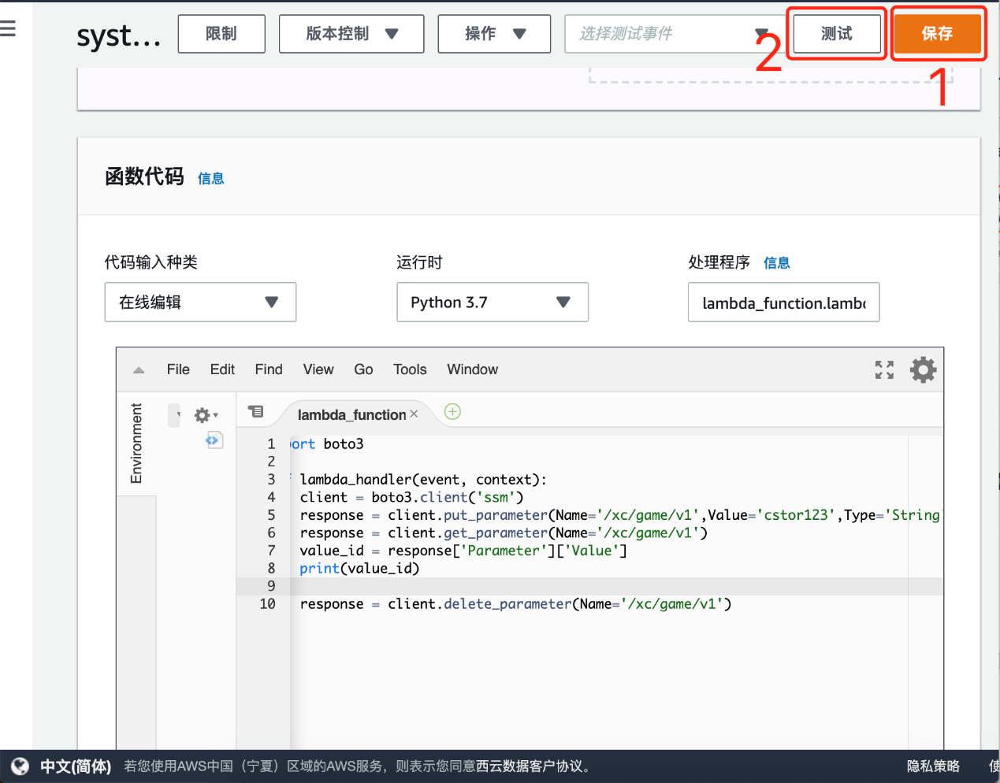 syst...
限制
版本控制
操作
选择测试事件
测试
保存
2
1
函数代码 信息
代码输入种类
运行时
处理程序 信息
在线编辑
Python 3.7
lambda_function.lamb
File Edit Find View Go Tools Window
Environment
lambda_function ×
1 ort boto3
2
3 lambda_handler(event, context):
4 client = boto3.client('ssm')
5 response = client.put_parameter(Name='/xc/game/v1',Value='cstor123',Type='String'
6 response = client.get_parameter(Name='/xc/game/v1')
7 value_id = response['Parameter']['Value']
8 print(value_id)
9
10 response = client.delete_parameter(Name='/xc/game/v1')
中文(简体) 若您使用AWS中国（宁夏）区域的AWS服务，则表示您同意西云数据客户协议。 隐私策略